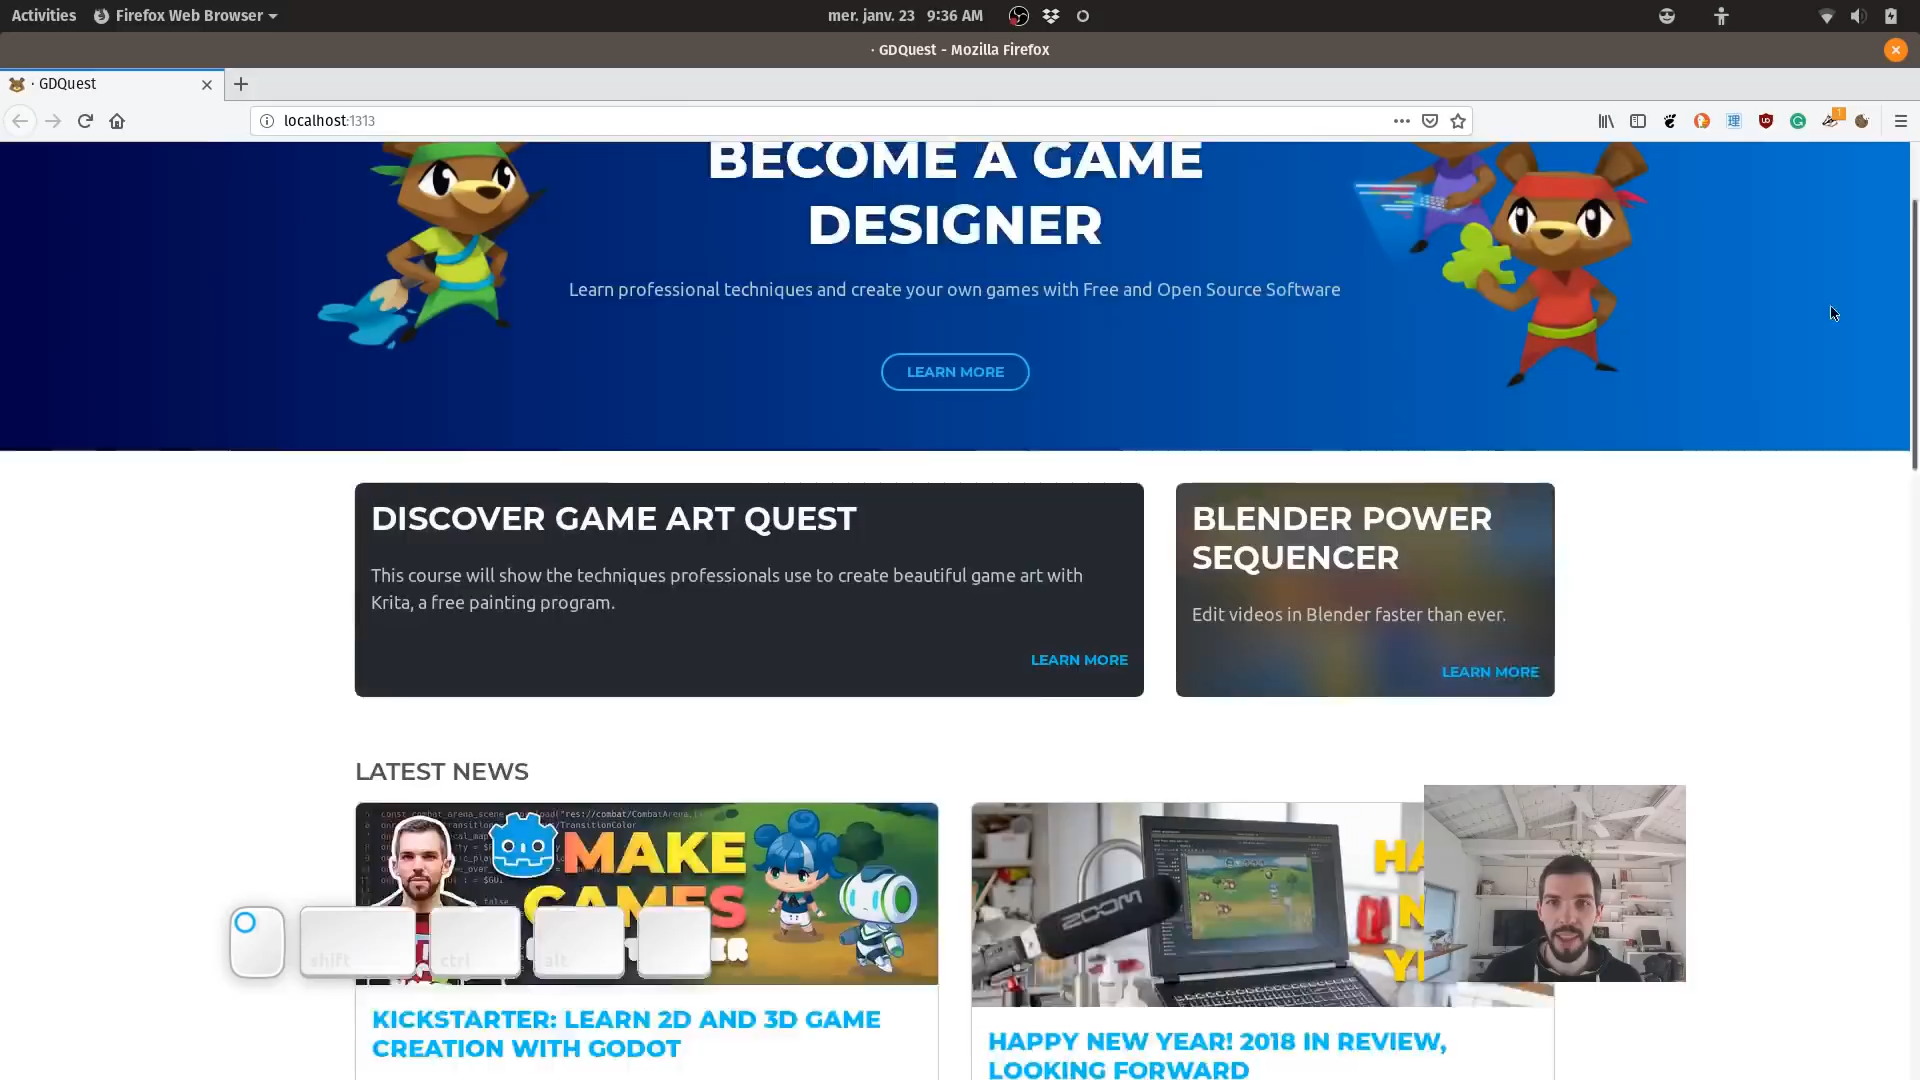 Activities
Firefox Web Browser
mer. janv. 23 9:36 AM
· GDQuest - Mozilla Firefox
· GDQuest
localhost:1313
BECOME A GAME
DESIGNER
Learn professional techniques and create your own games with Free and Open Source Software
LEARN MORE
DISCOVER GAME ART QUEST
This course will show the techniques professionals use to create beautiful game art with
Krita, a free painting program.
LEARN MORE
BLENDER POWER
SEQUENCER
Edit videos in Blender faster than ever.
LEARN MORE
LATEST NEWS
MAKE
GAMES
ZOOM
shift
ctrl
alt
KICKSTARTER: LEARN 2D AND 3D GAME
CREATION WITH GODOT
HAPPY NEW YEAR! 2018 IN REVIEW,
LOOKING FORWARD